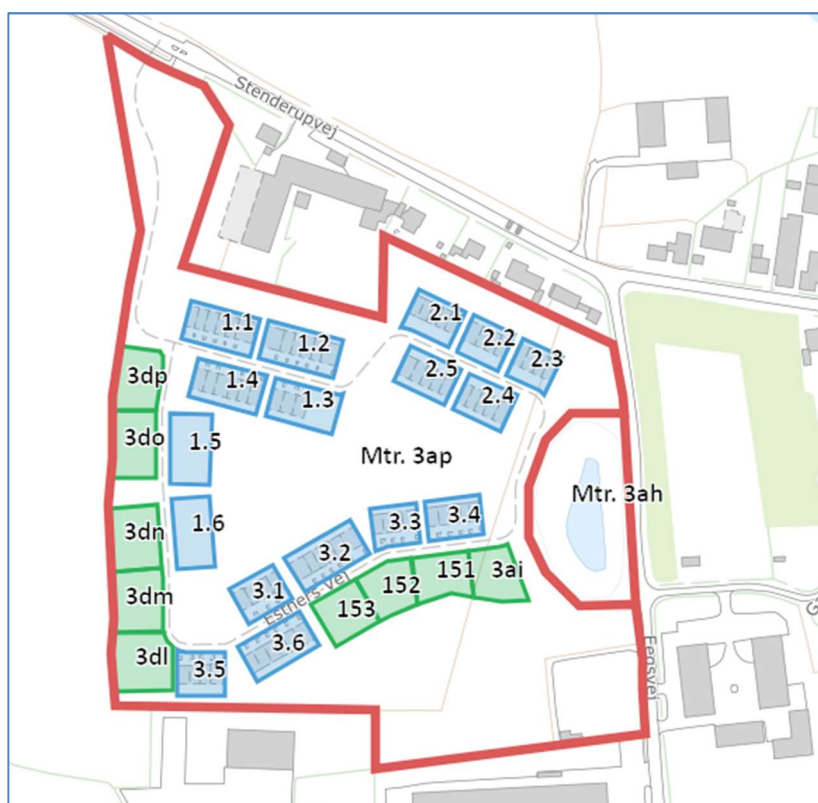 Stenderupvej
1.1
1.2
2.1
2.2
2.3
1.4
1.3
2.5
2.4
3dp
3do
1.5
Mtr. 3ap
Mtr. 3ah
1.6
3dn
3.3
3.4
3.2
3.1
Esthers Vej
3dm
153
152
151
3ai
3dl
3.5
3.6
Fegsvej